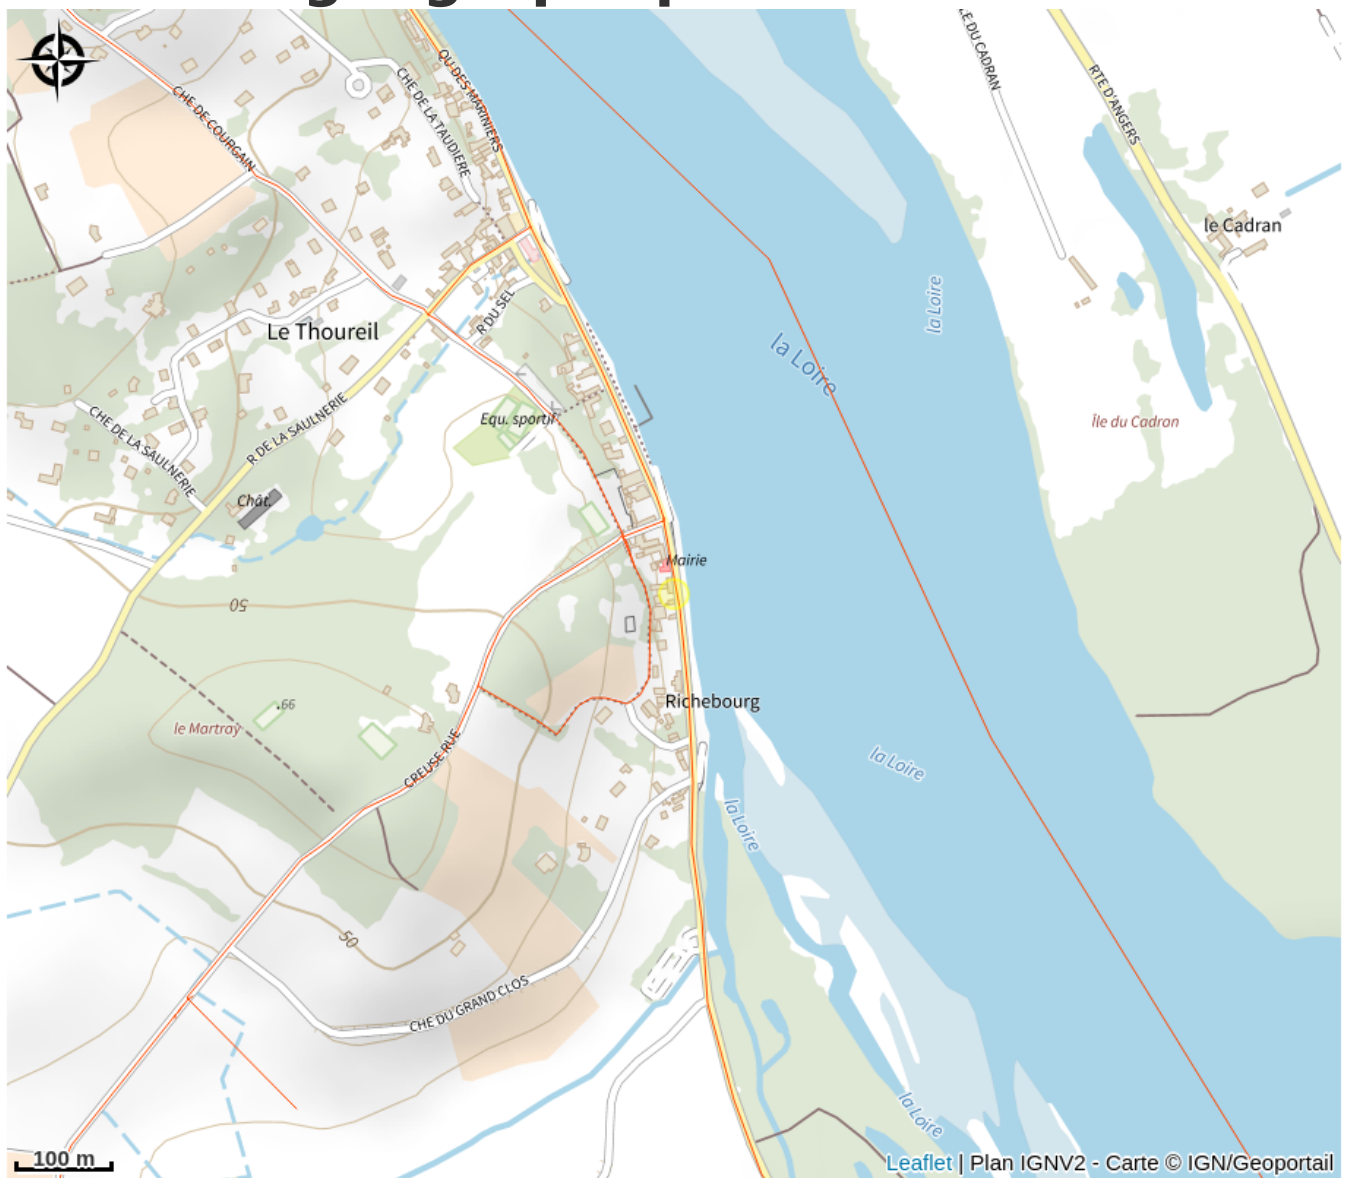 QU DES MARINIERS
LE DU CADRAN
RTE D'ANGERS
CHE DE COURGAIN
CHE DE LA TAUDIERE
le Cadran
la Loire
R DU SEL
Le Thoureil
la Loire
CHE DE LA SAULNERIE
R DE LA SAULNERIE
Equ. sportif
Île du Cadran
Chât.
Mairie
50
66
le Martray
Richebourg
CREUSE RUE
la Loire
la Loire
50
CHE DU GRAND CLOS
la Loire
100 m
Leaflet | Plan IGNV2 - Carte © IGN/Geoportail